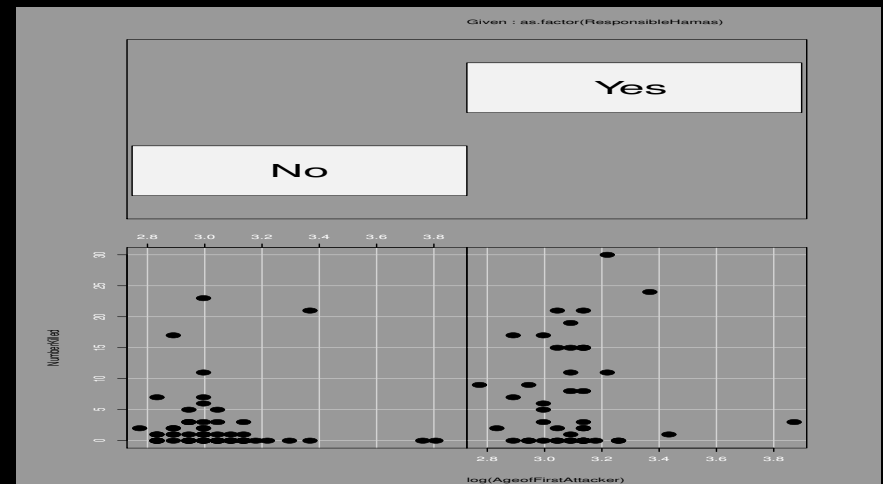 Given : as.factor(ResponsibleHamas)
Yes
No
2.8 3.0 3.2 3.4 3.6 3.8
30
25
20
15
10
5
0
NumberKilled
2.8 3.0 3.2 3.4 3.6 3.8
log(AgeofFirstAttacker)